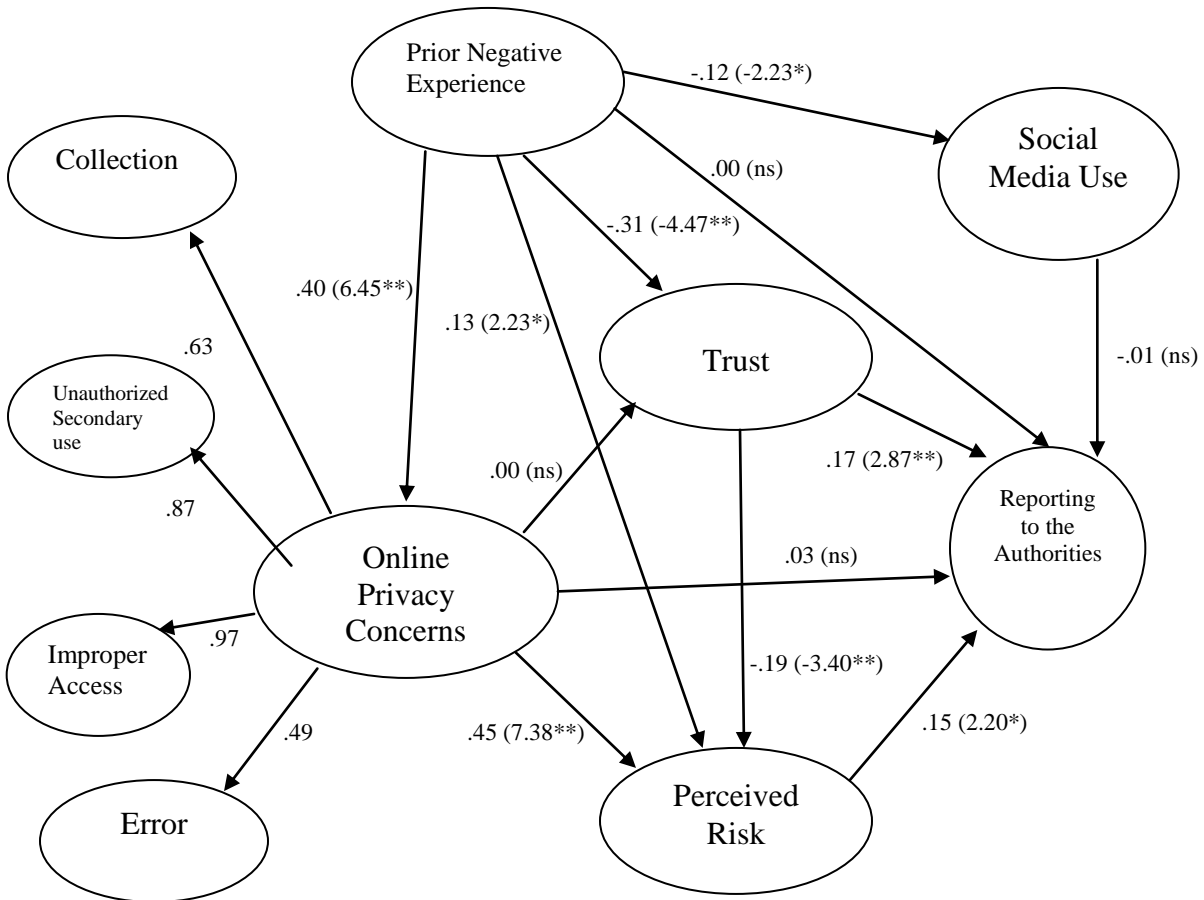 Prior Negative
Experience
-.12 (-2.23*)
Social
Media Use
Collection
.00 (ns)
-.31 (-4.47**)
.40 (6.45**)
.13 (2.23*)
.63
Trust
-.01 (ns)
Unauthorized
Secondary
use
.00 (ns)
.17 (2.87**)
.87
Reporting
to the
Authorities
Online
Privacy
Concerns
.03 (ns)
.97
Improper
Access
-.19 (-3.40**)
.49
.45 (7.38**)
.15 (2.20*)
Error
Perceived
Risk